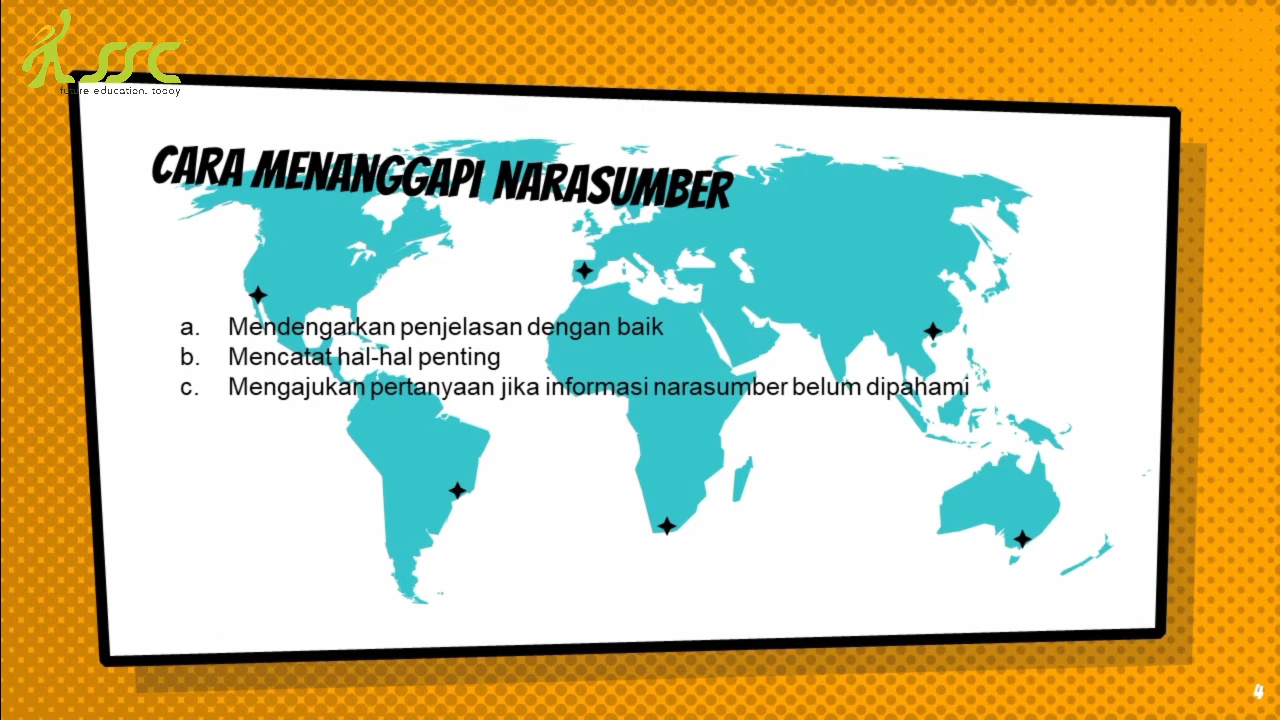 SSC
future education. today
CARA MENANGGAPI NARASUMBER
a. Mendengarkan penjelasan dengan baik
b. Mencatat hal-hal penting
c. Mengajukan pertanyaan jika informasi narasumber belum dipahami
4